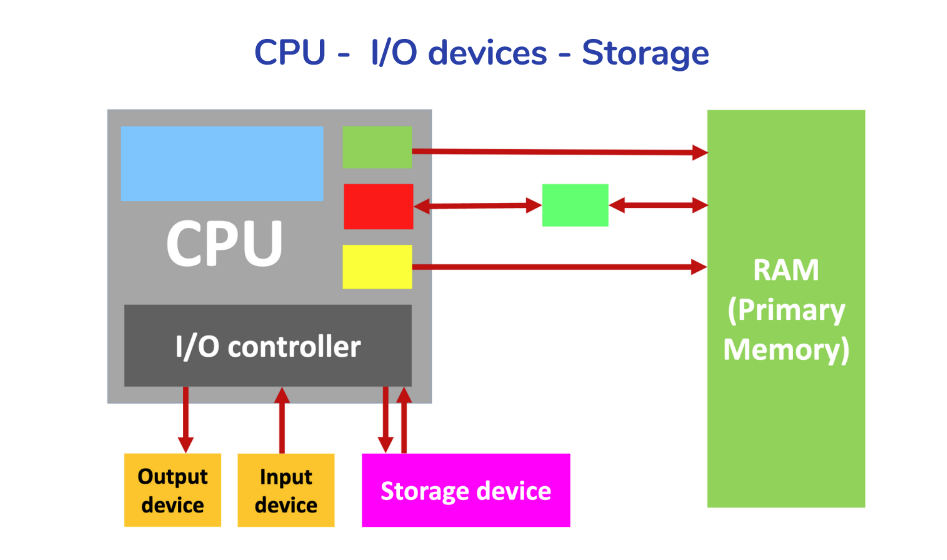 CPU - I/O devices - Storage
CPU
RAM
(Primary
Memory)
I/O controller
Output
device
Input
device
Storage device